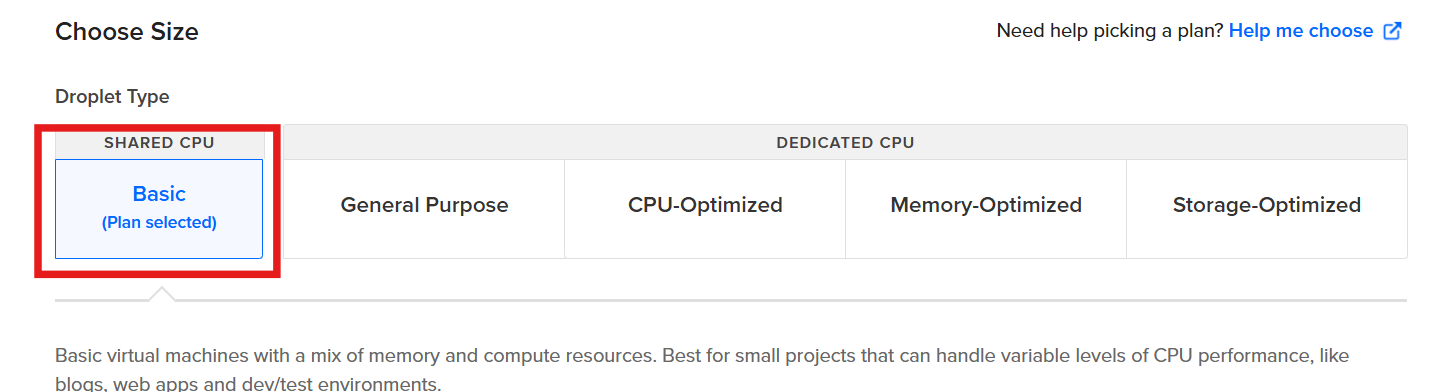 Choose Size
Need help picking a plan? Help me choose
Droplet Type
SHARED CPU
DEDICATED CPU
Basic
(Plan selected)
General Purpose
CPU-Optimized
Memory-Optimized
Storage-Optimized
Basic virtual machines with a mix of memory and compute resources. Best for small projects that can handle variable levels of CPU performance, like
blogs, web apps and dev/test environments.